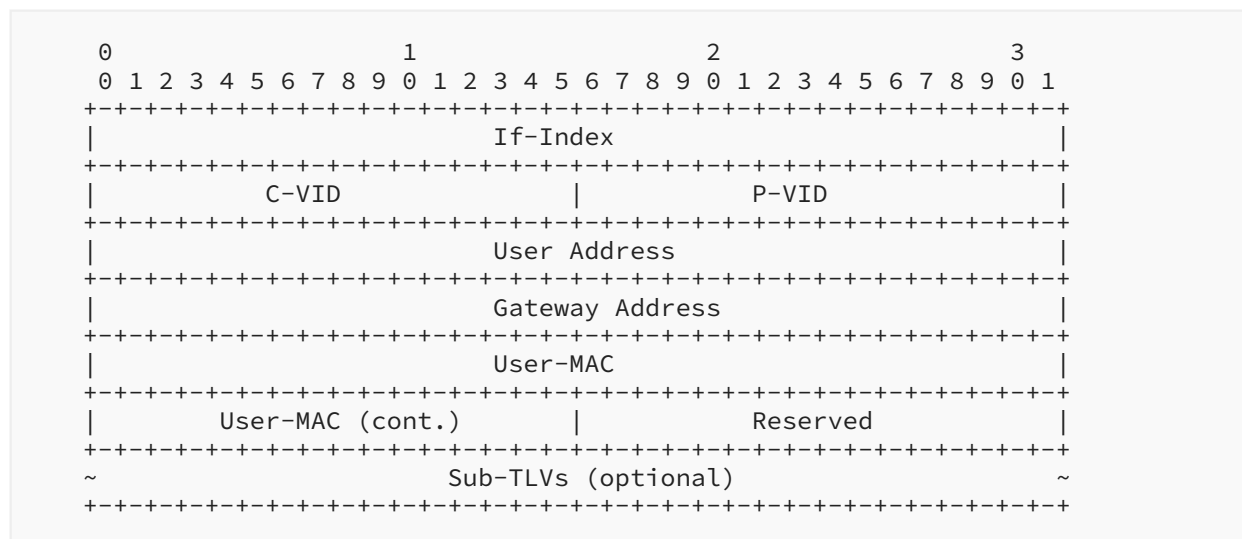 0                   1                   2                   3
 0 1 2 3 4 5 6 7 8 9 0 1 2 3 4 5 6 7 8 9 0 1 2 3 4 5 6 7 8 9 0 1
+-+-+-+-+-+-+-+-+-+-+-+-+-+-+-+-+-+-+-+-+-+-+-+-+-+-+-+-+-+-+-+-+
|                          If-Index                             |
+-+-+-+-+-+-+-+-+-+-+-+-+-+-+-+-+-+-+-+-+-+-+-+-+-+-+-+-+-+-+-+-+
|           C-VID               |           P-VID               |
+-+-+-+-+-+-+-+-+-+-+-+-+-+-+-+-+-+-+-+-+-+-+-+-+-+-+-+-+-+-+-+-+
|                          User Address                         |
+-+-+-+-+-+-+-+-+-+-+-+-+-+-+-+-+-+-+-+-+-+-+-+-+-+-+-+-+-+-+-+-+
|                          Gateway Address                      |
+-+-+-+-+-+-+-+-+-+-+-+-+-+-+-+-+-+-+-+-+-+-+-+-+-+-+-+-+-+-+-+-+
|                          User-MAC                             |
+-+-+-+-+-+-+-+-+-+-+-+-+-+-+-+-+-+-+-+-+-+-+-+-+-+-+-+-+-+-+-+-+
|        User-MAC (cont.)       |           Reserved            |
+-+-+-+-+-+-+-+-+-+-+-+-+-+-+-+-+-+-+-+-+-+-+-+-+-+-+-+-+-+-+-+-+
~                       Sub-TLVs (optional)                     ~
+-+-+-+-+-+-+-+-+-+-+-+-+-+-+-+-+-+-+-+-+-+-+-+-+-+-+-+-+-+-+-+-+